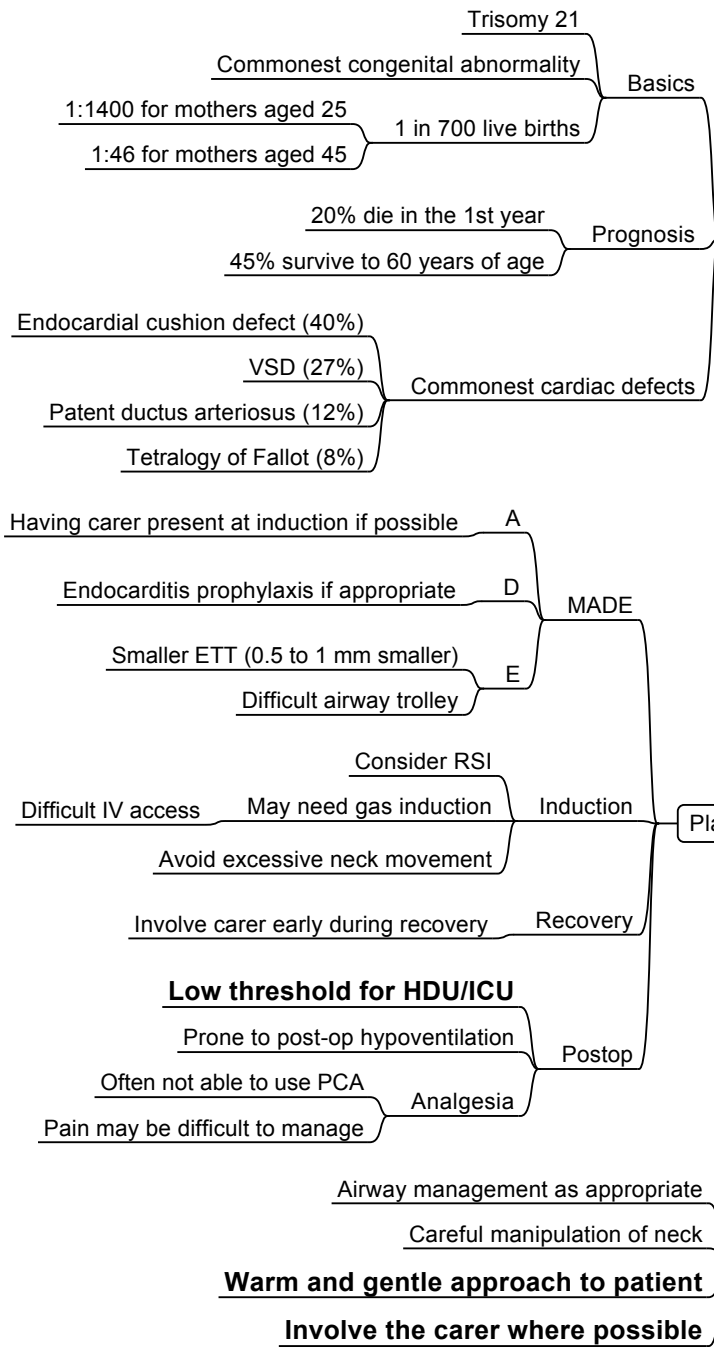 Trisomy 21
Commonest congenital abnormality
Basics
1:1400 for mothers aged 25
1 in 700 live births
1:46 for mothers aged 45
20% die in the 1st year
Prognosis
45% survive to 60 years of age
Endocardial cushion defect (40%)
VSD (27%)
Commonest cardiac defects
Patent ductus arteriosus (12%)
Tetralogy of Fallot (8%)
Having carer present at induction if possible
A
Endocarditis prophylaxis if appropriate
D
MADE
Smaller ETT (0.5 to 1 mm smaller)
E
Difficult airway trolley
Consider RSI
Difficult IV access
May need gas induction
Induction
Pla
Avoid excessive neck movement
Involve carer early during recovery
Recovery
Low threshold for HDU/ICU
Prone to post-op hypoventilation
Postop
Often not able to use PCA
Analgesia
Pain may be difficult to manage
Airway management as appropriate
Careful manipulation of neck
Warm and gentle approach to patient
Involve the carer where possible